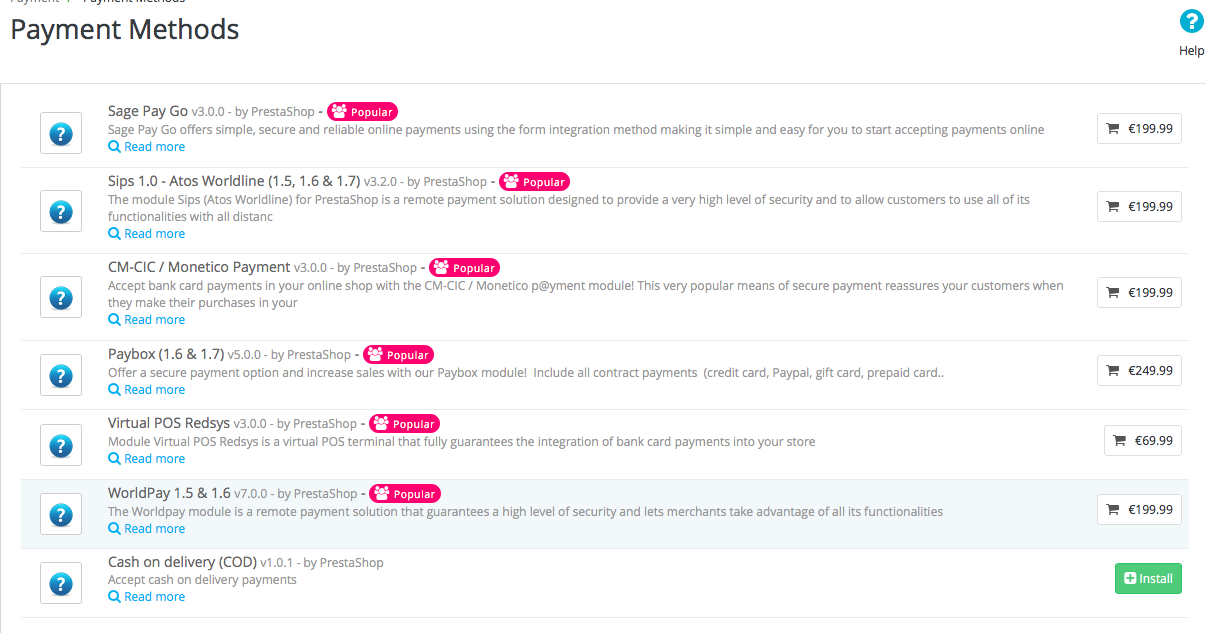 Payment / Payment Methods
Payment Methods
?
Help
Sage Pay Go v3.0.0 - by PrestaShop - Popular
Sage Pay Go offers simple, secure and reliable online payments using the form integration method making it simple and easy for you to start accepting payments online
Read more
€199.99
Sips 1.0 - Atos Worldline (1.5, 1.6 & 1.7) v3.2.0 - by PrestaShop - Popular
The module Sips (Atos Worldline) for PrestaShop is a remote payment solution designed to provide a very high level of security and to allow customers to use all of its
functionalities with all distanc
Read more
€199.99
CM-CIC / Monetico Payment v3.0.0 - by PrestaShop - Popular
Accept bank card payments in your online shop with the CM-CIC / Monetico p@yment module! This very popular means of secure payment reassures your customers when
they make their purchases in your
Read more
€199.99
Paybox (1.6 & 1.7) v5.0.0 - by PrestaShop - Popular
Offer a secure payment option and increase sales with our Paybox module!  Include all contract payments  (credit card, Paypal, gift card, prepaid card..
Read more
€249.99
Virtual POS Redsys v3.0.0 - by PrestaShop - Popular
Module Virtual POS Redsys is a virtual POS terminal that fully guarantees the integration of bank card payments into your store
Read more
€69.99
WorldPay 1.5 & 1.6 v7.0.0 - by PrestaShop - Popular
The Worldpay module is a remote payment solution that guarantees a high level of security and lets merchants take advantage of all its functionalities
Read more
€199.99
Cash on delivery (COD) v1.0.1 - by PrestaShop
Accept cash on delivery payments
Read more
Install